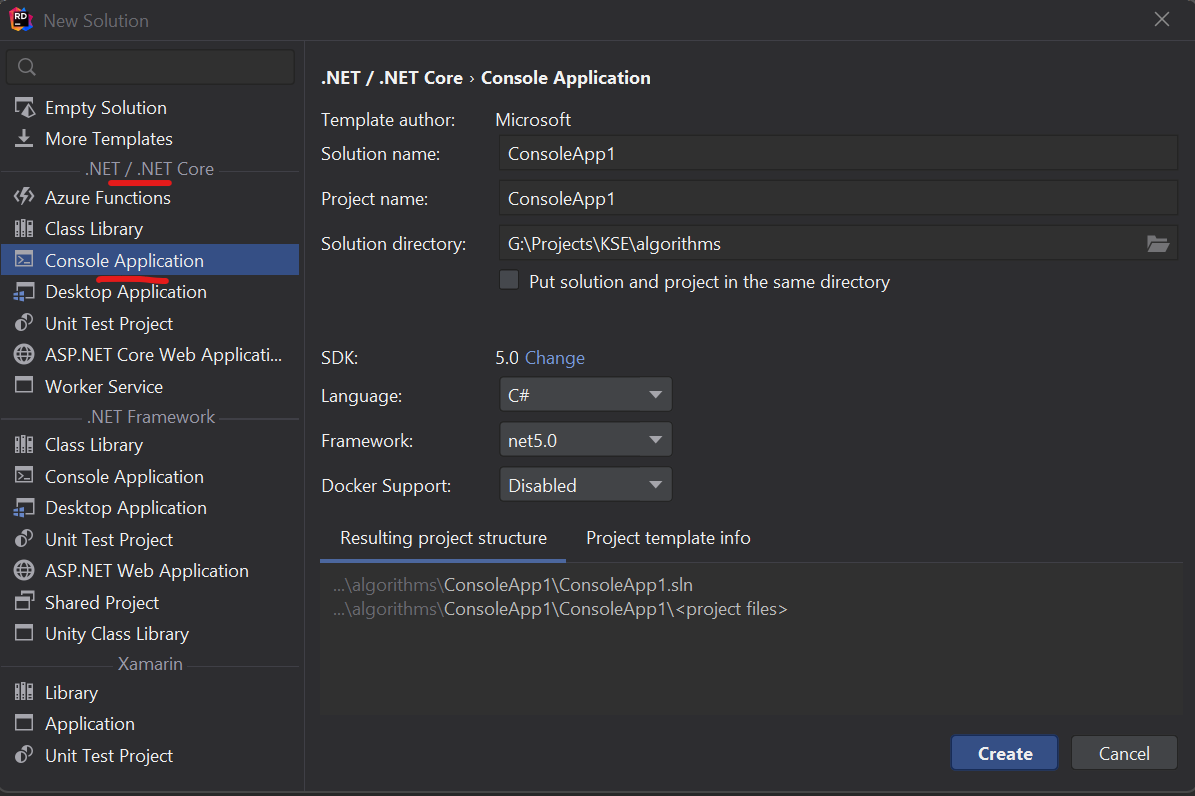 RD New Solution
Empty Solution
More Templates
.NET / .NET Core
Azure Functions
Class Library
Console Application
Desktop Application
Unit Test Project
ASP.NET Core Web Applicati...
Worker Service
.NET Framework
Class Library
Console Application
Desktop Application
Unit Test Project
ASP.NET Web Application
Shared Project
Unity Class Library
Xamarin
Library
Application
Unit Test Project
.NET / .NET Core › Console Application
Template author: Microsoft
Solution name: ConsoleApp1
Project name: ConsoleApp1
Solution directory: G:\Projects\KSE\algorithms
Put solution and project in the same directory
SDK: 5.0 Change
Language: C#
Framework: net5.0
Docker Support: Disabled
Resulting project structure Project template info
...\algorithms\ConsoleApp1\ConsoleApp1.sln
...\algorithms\ConsoleApp1\ConsoleApp1\<project files>
Create Cancel